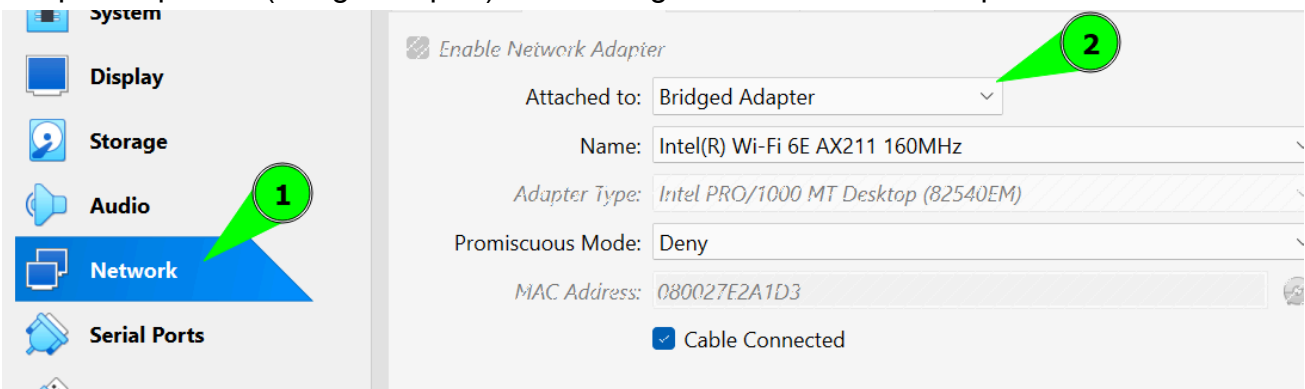 System
Display
Storage
Audio
Network
Serial Ports
1
2
Enable Network Adapter
Attached to: Bridged Adapter
Name: Intel(R) Wi-Fi 6E AX211 160MHz
Adapter Type: Intel PRO/1000 MT Desktop (82540EM)
Promiscuous Mode: Deny
MAC Address: 080027E2A1D3
Cable Connected